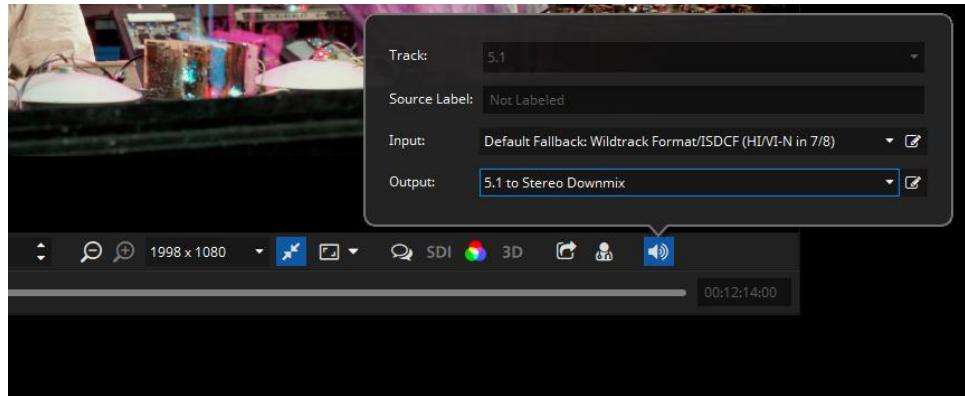 Track: 5.1
Source Label: Not Labeled
Input: Default Fallback: Wildtrack Format/ISDCF (HI/VI-N in 7/8)
Output: 5.1 to Stereo Downmix
1998 x 1080 SDI 3D
00:12:14:00